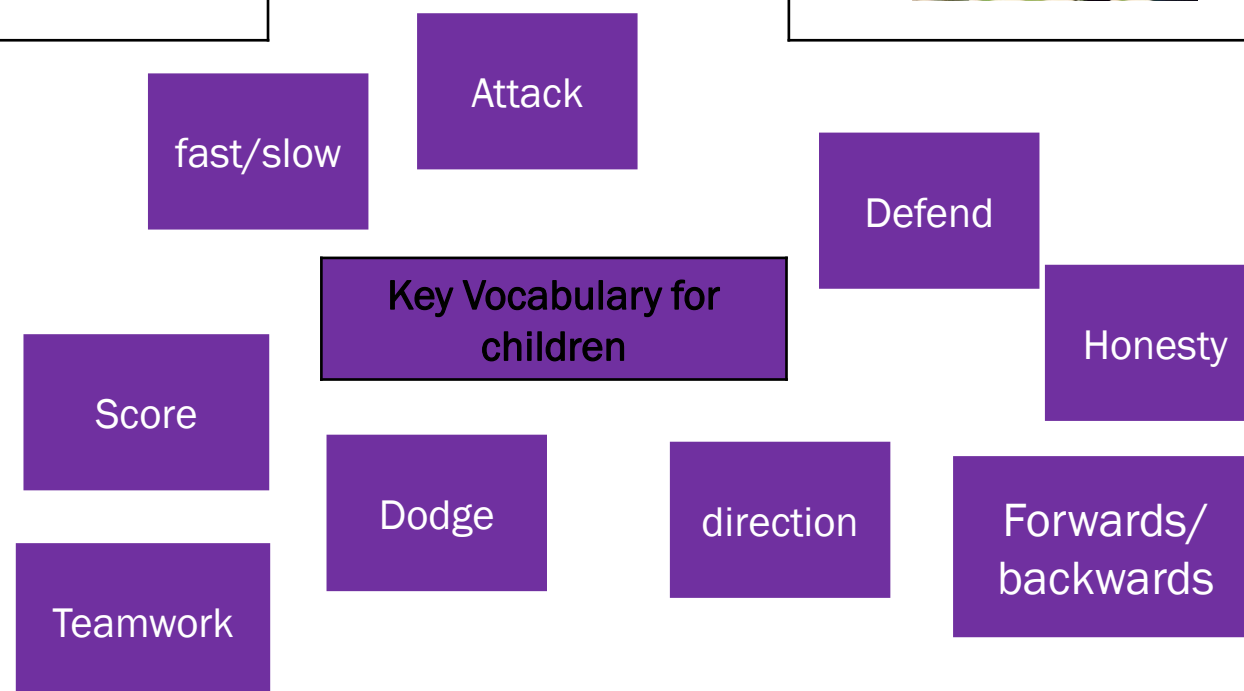 Attack
fast/slow
Defend
Key Vocabulary for
children
Honesty
Score
Dodge
direction
Forwards/
backwards
Teamwork